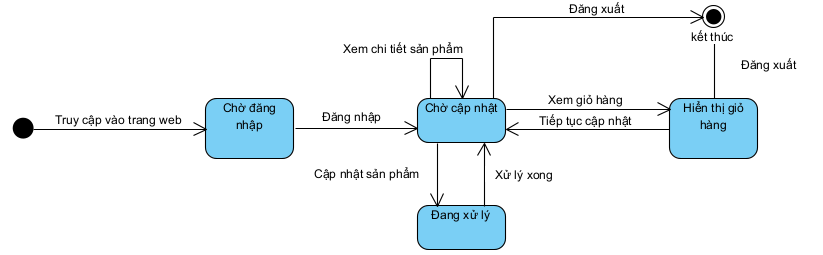 Đăng xuất
kết thúc
Xem chi tiết sản phẩm
Đăng xuất
Chờ đăng
nhập
Chờ cập nhật
Xem giỏ hàng
Hiển thị giỏ
hàng
Truy cập vào trang web
Đăng nhập
Tiếp tục cập nhật
Cập nhật sản phẩm
Xử lý xong
Đang xử lý